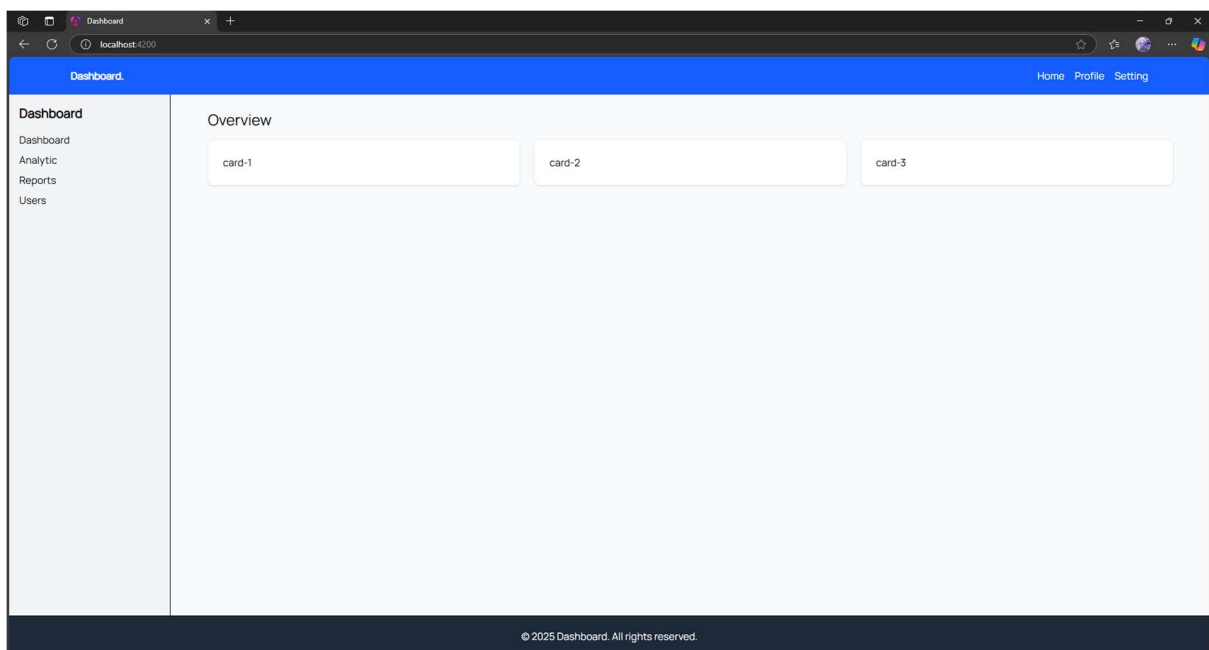 Dashboard
localhost:4200
Dashboard.
Home Profile Setting
Dashboard
Dashboard
Analytic
Reports
Users
Overview
card-1
card-2
card-3
© 2025 Dashboard. All rights reserved.